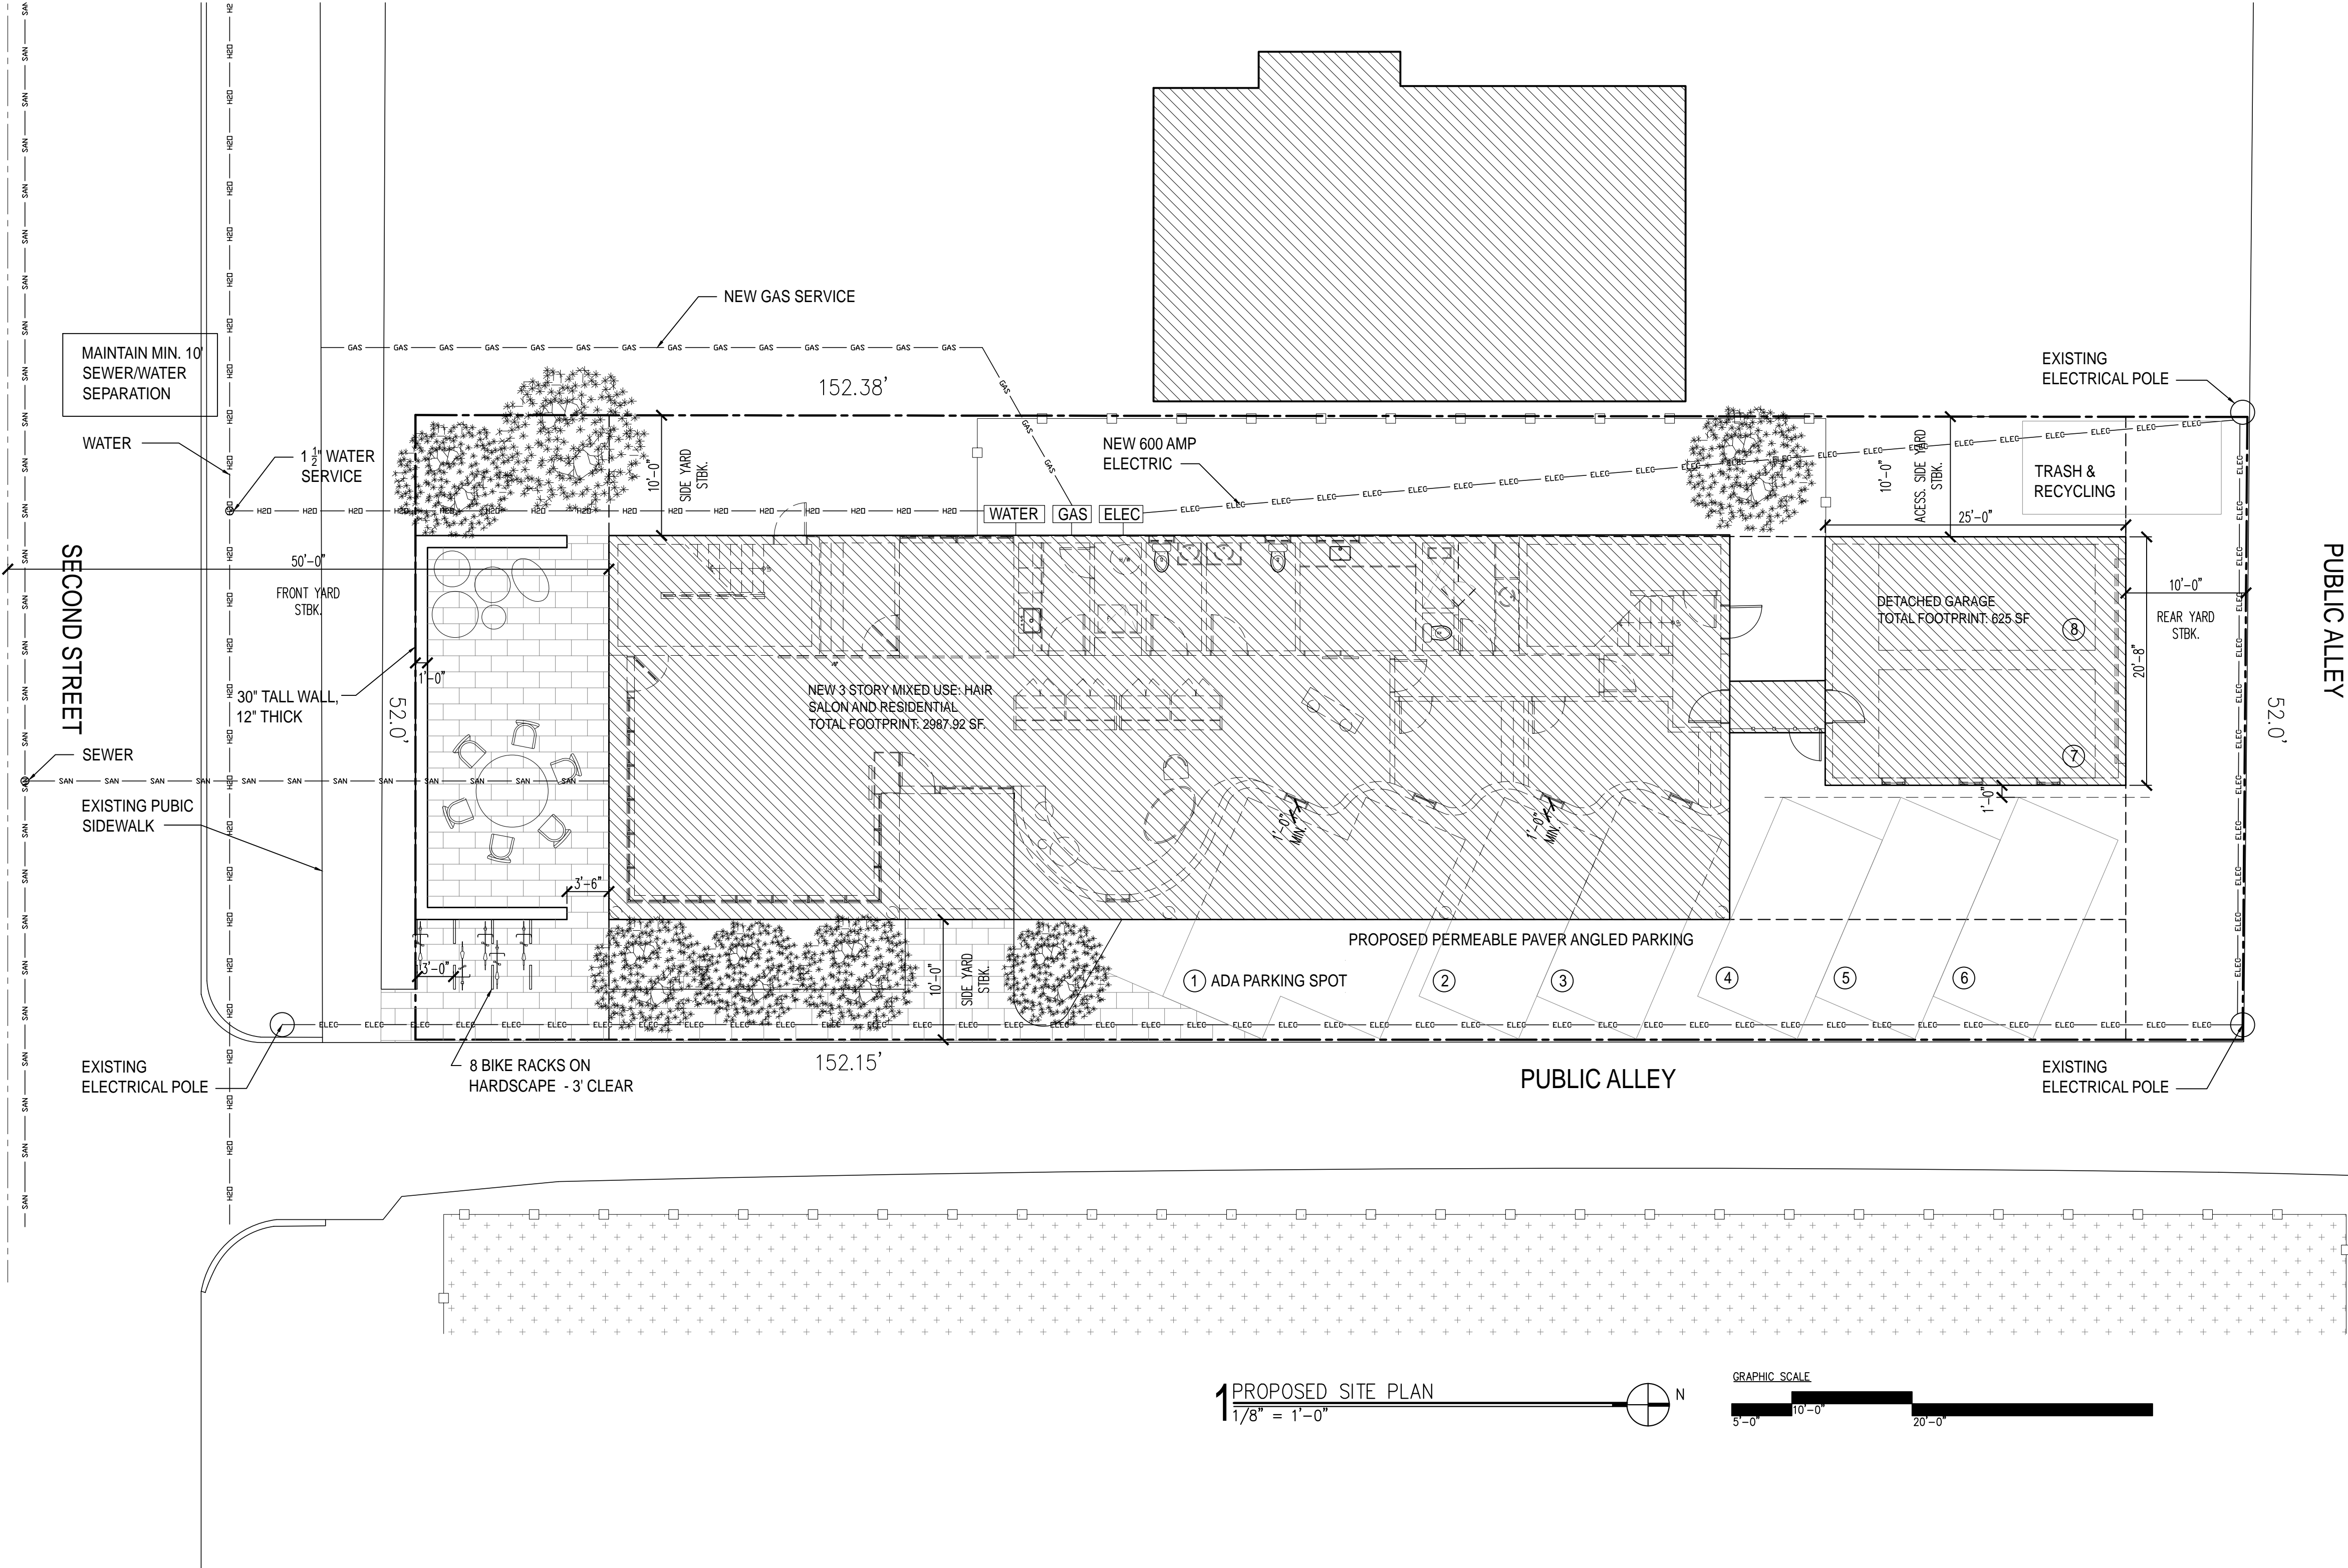 NEW GAS SERVICE
152.38'
MAINTAIN MIN. 10'
SEWER/WATER
SEPARATION
WATER
1 1/2" WATER
SERVICE
10'-0"
SIDE YARD
STBK.
NEW 600 AMP
ELECTRIC
WATER
GAS
ELEC
EXISTING
ELECTRICAL POLE
10'-0"
ACESS. SIDE YARD
STBK.
TRASH &
RECYCLING
25'-0"
SECOND STREET
50'-0"
FRONT YARD
STBK.
1'-0"
30" TALL WALL,
12" THICK
52.0'
SEWER
EXISTING PUBIC
SIDEWALK
NEW 3 STORY MIXED USE: HAIR
SALON AND RESIDENTIAL
TOTAL FOOTPRINT: 2987.92 SF.
DETACHED GARAGE
TOTAL FOOTPRINT: 625 SF
8
7
20'-8"
10'-0"
REAR YARD
STBK.
PUBLIC ALLEY
52.0'
1'-0"
MIN.
1'-0"
MIN.
1'-0"
3'-6"
3'-0"
10'-0"
SIDE YARD
STBK.
PROPOSED PERMEABLE PAVER ANGLED PARKING
1 ADA PARKING SPOT
2
3
4
5
6
EXISTING
ELECTRICAL POLE
8 BIKE RACKS ON
HARDSCAPE - 3' CLEAR
152.15'
PUBLIC ALLEY
EXISTING
ELECTRICAL POLE
1 PROPOSED SITE PLAN
1/8" = 1'-0"
N
GRAPHIC SCALE
5'-0"
10'-0"
20'-0"
SAN
H2O
GAS
ELEC